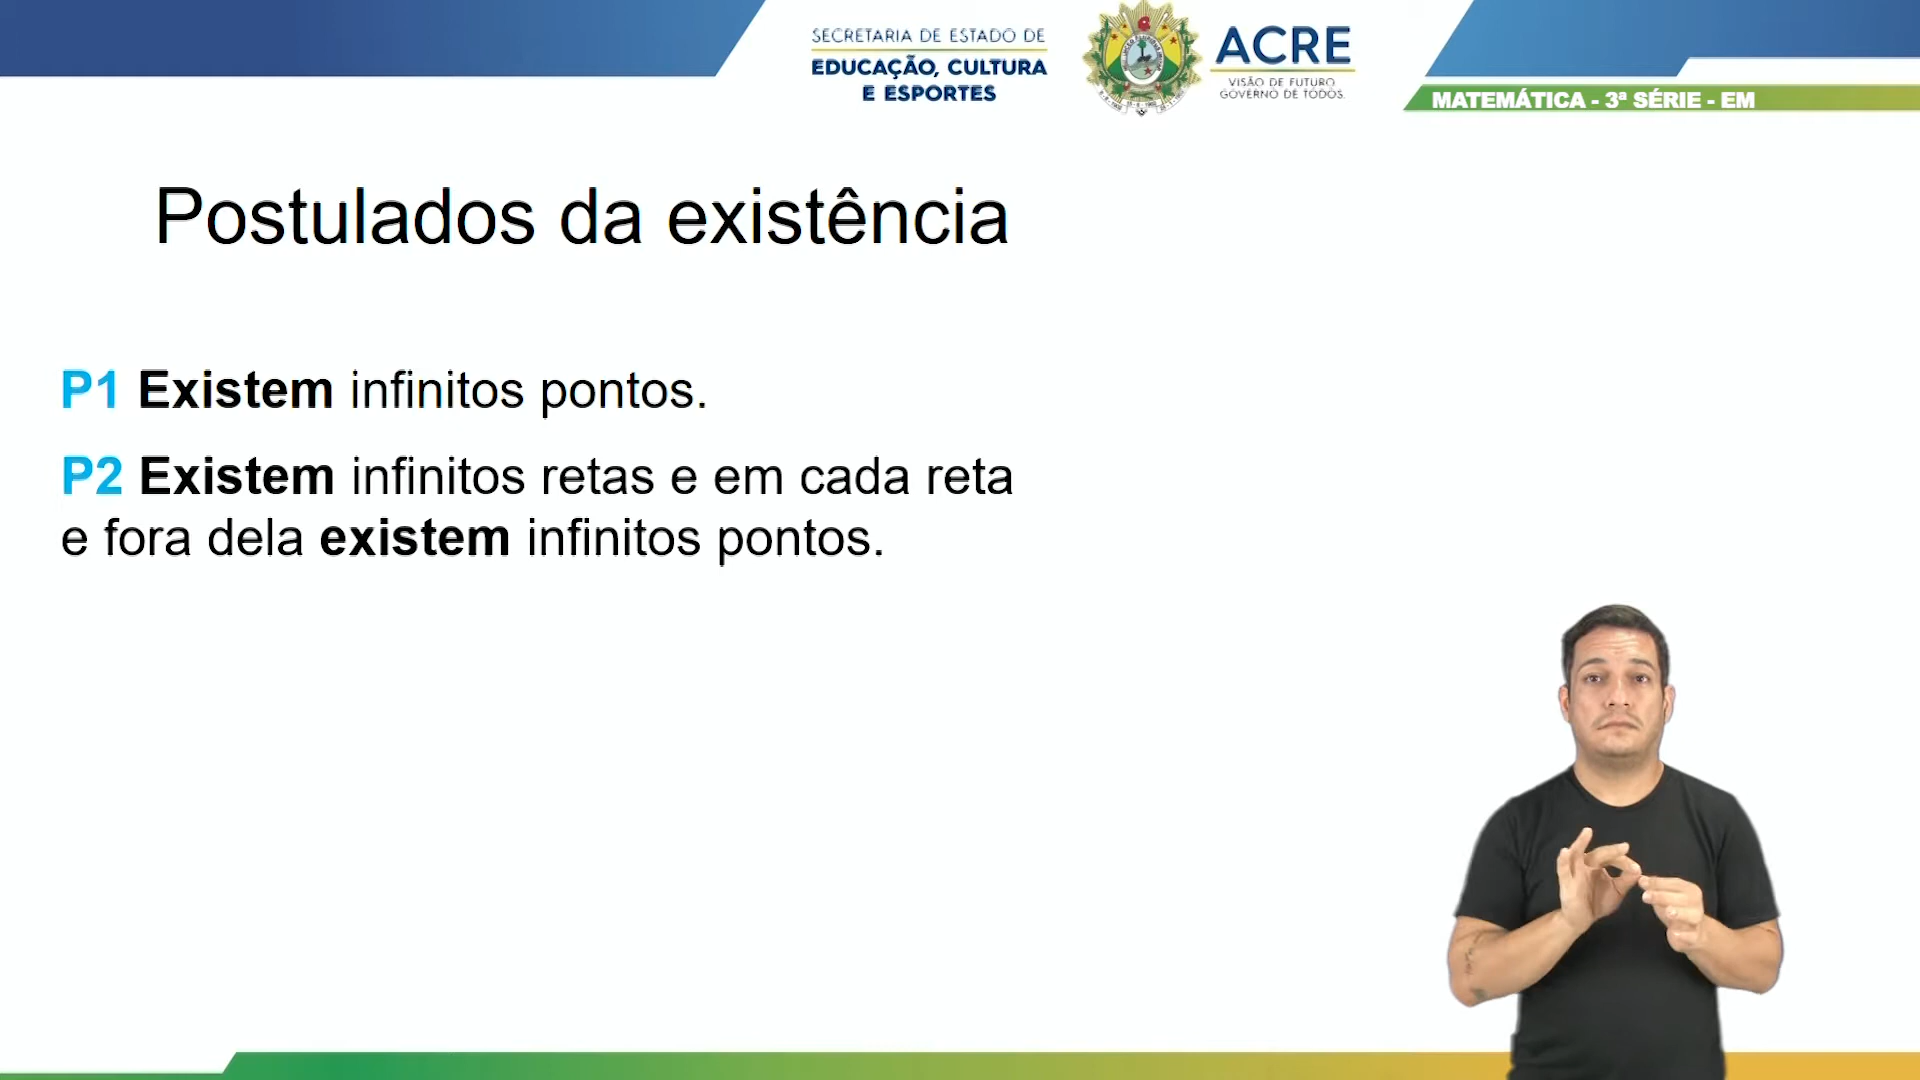 SECRETARIA DE ESTADO DE
EDUCAÇÃO, CULTURA
E ESPORTES
ACRE
VISÃO DE FUTURO
GOVERNO DE TODOS.
MATEMÁTICA - 3ª SÉRIE - EM
Postulados da existência
P1 Existem infinitos pontos.
P2 Existem infinitos retas e em cada reta
e fora dela existem infinitos pontos.